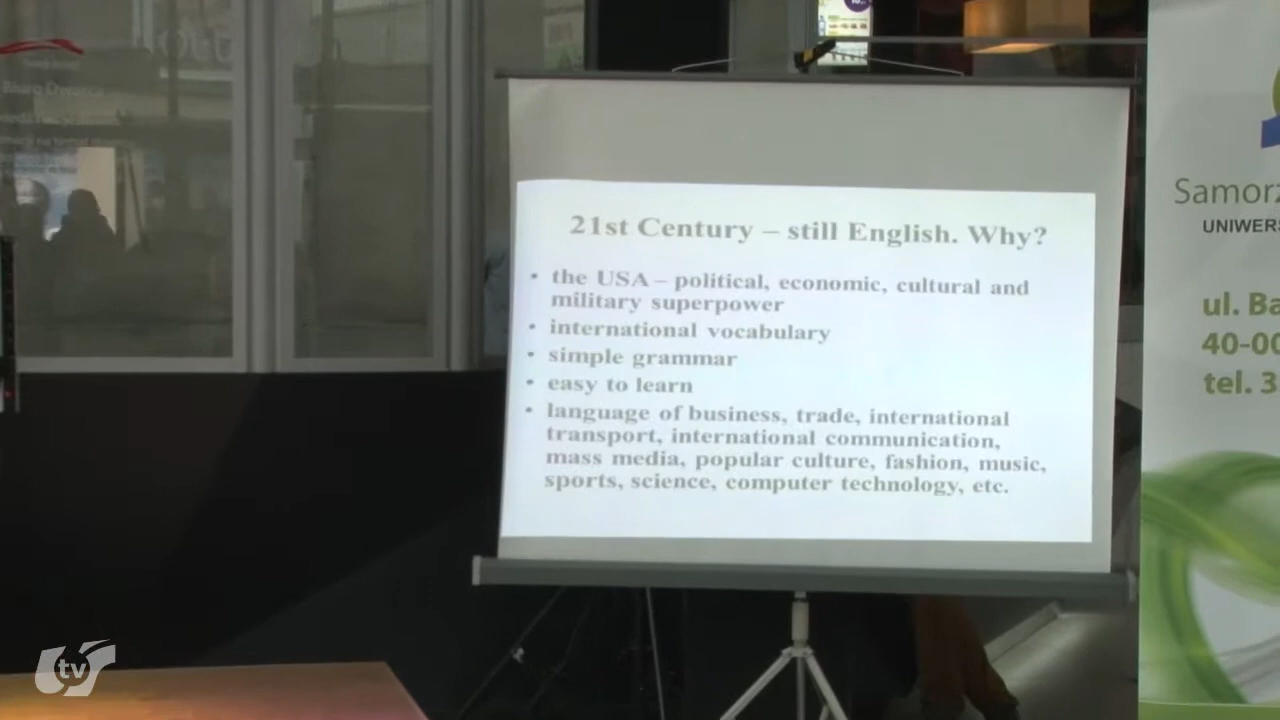 21st Century – still English. Why?
• the USA – political, economic, cultural and
military superpower
• international vocabulary
• simple grammar
• easy to learn
• language of business, trade, international
transport, international communication,
mass media, popular culture, fashion, music,
sports, science, computer technology, etc.
Samorz
UNIWERS
ul. Ba
40-00
tel. 3
tv